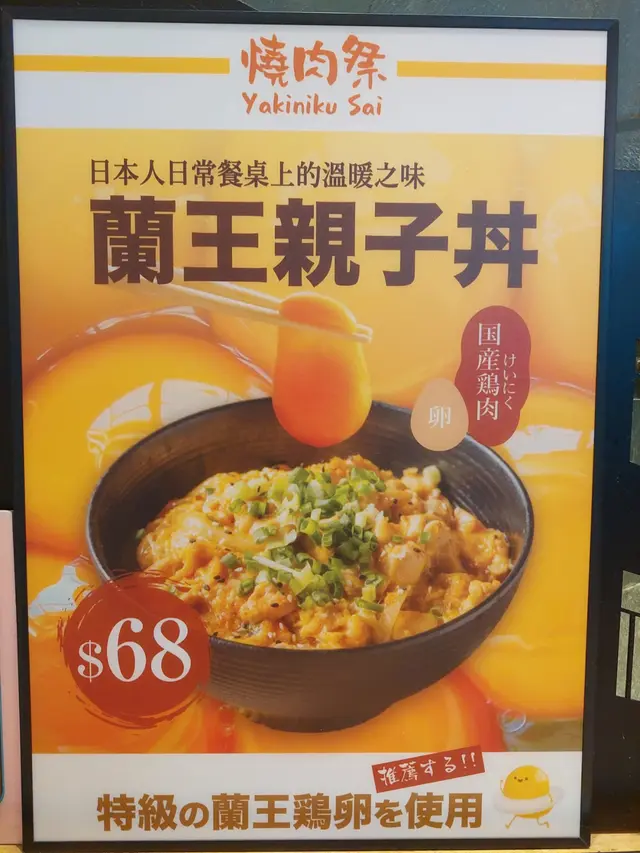 燒肉祭
Yakiniku Sai
日本人日常餐桌上的溫暖之味
蘭王親子丼
国産鶏肉
けいにく
卵
$68
推薦する!!
特級の蘭王鶏卵を使用